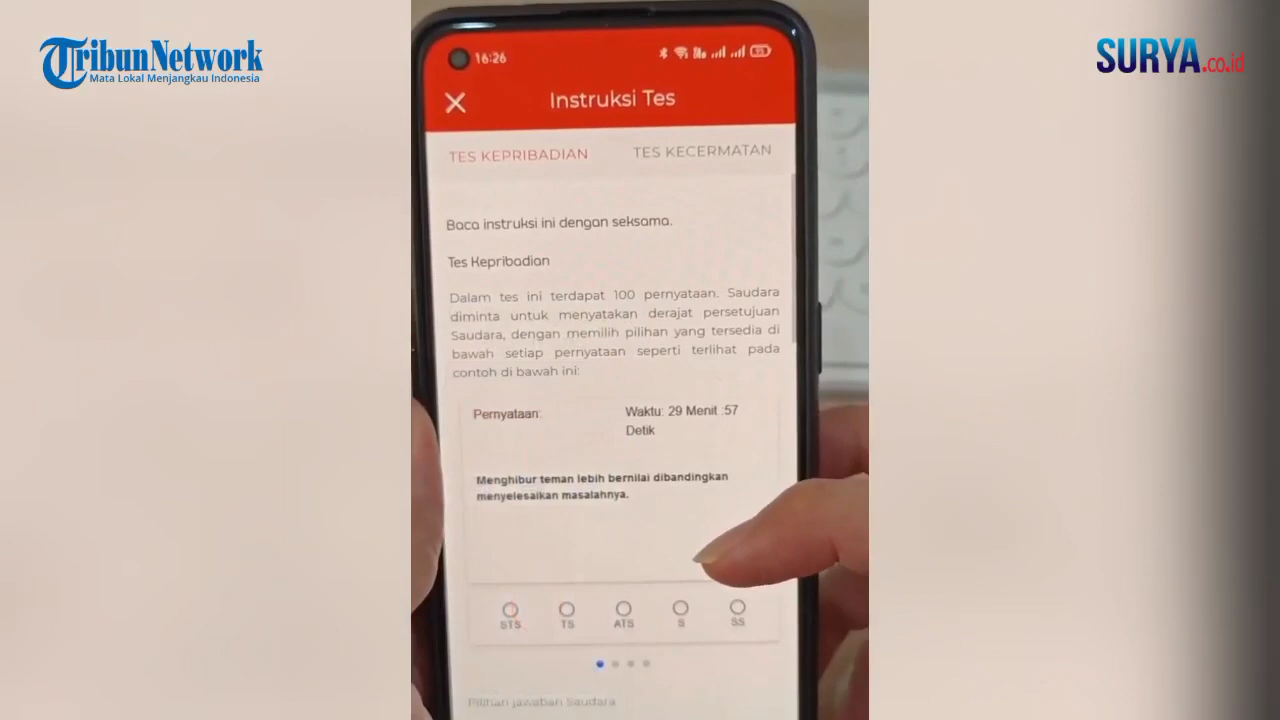 Tribun Network
Mata Lokal Menjangkau Indonesia
SURYA.co.id
16:26
Instruksi Tes
TES KEPRIBADIAN
TES KECERMATAN
Baca instruksi ini dengan seksama.
Tes Kepribadian
Dalam tes ini terdapat 100 pernyataan. Saudara
diminta untuk menyatakan derajat persetujuan
Saudara, dengan memilih pilihan yang tersedia di
bawah setiap pernyataan seperti terlihat pada
contoh di bawah ini:
Pernyataan:
Waktu: 29 Menit :57
Detik
Menghibur teman lebih bernilai dibandingkan
menyelesaikan masalahnya.
STS TS ATS S SS
Pilihan jawaban Saudara